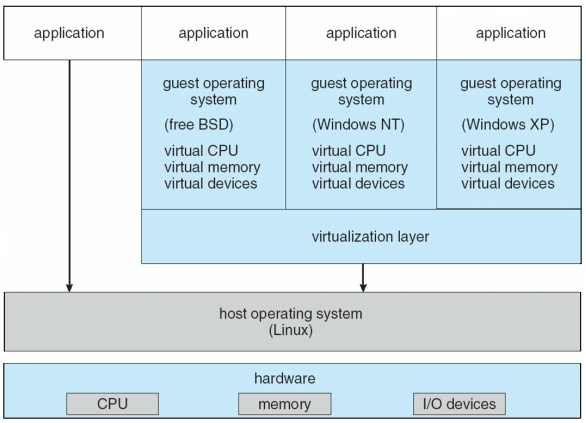 application
application
application
application
guest operating
system
(free BSD)
virtual CPU
virtual memory
virtual devices
guest operating
system
(Windows NT)
virtual CPU
virtual memory
virtual devices
guest operating
system
(Windows XP)
virtual CPU
virtual memory
virtual devices
virtualization layer
host operating system
(Linux)
hardware
CPU
memory
I/O devices